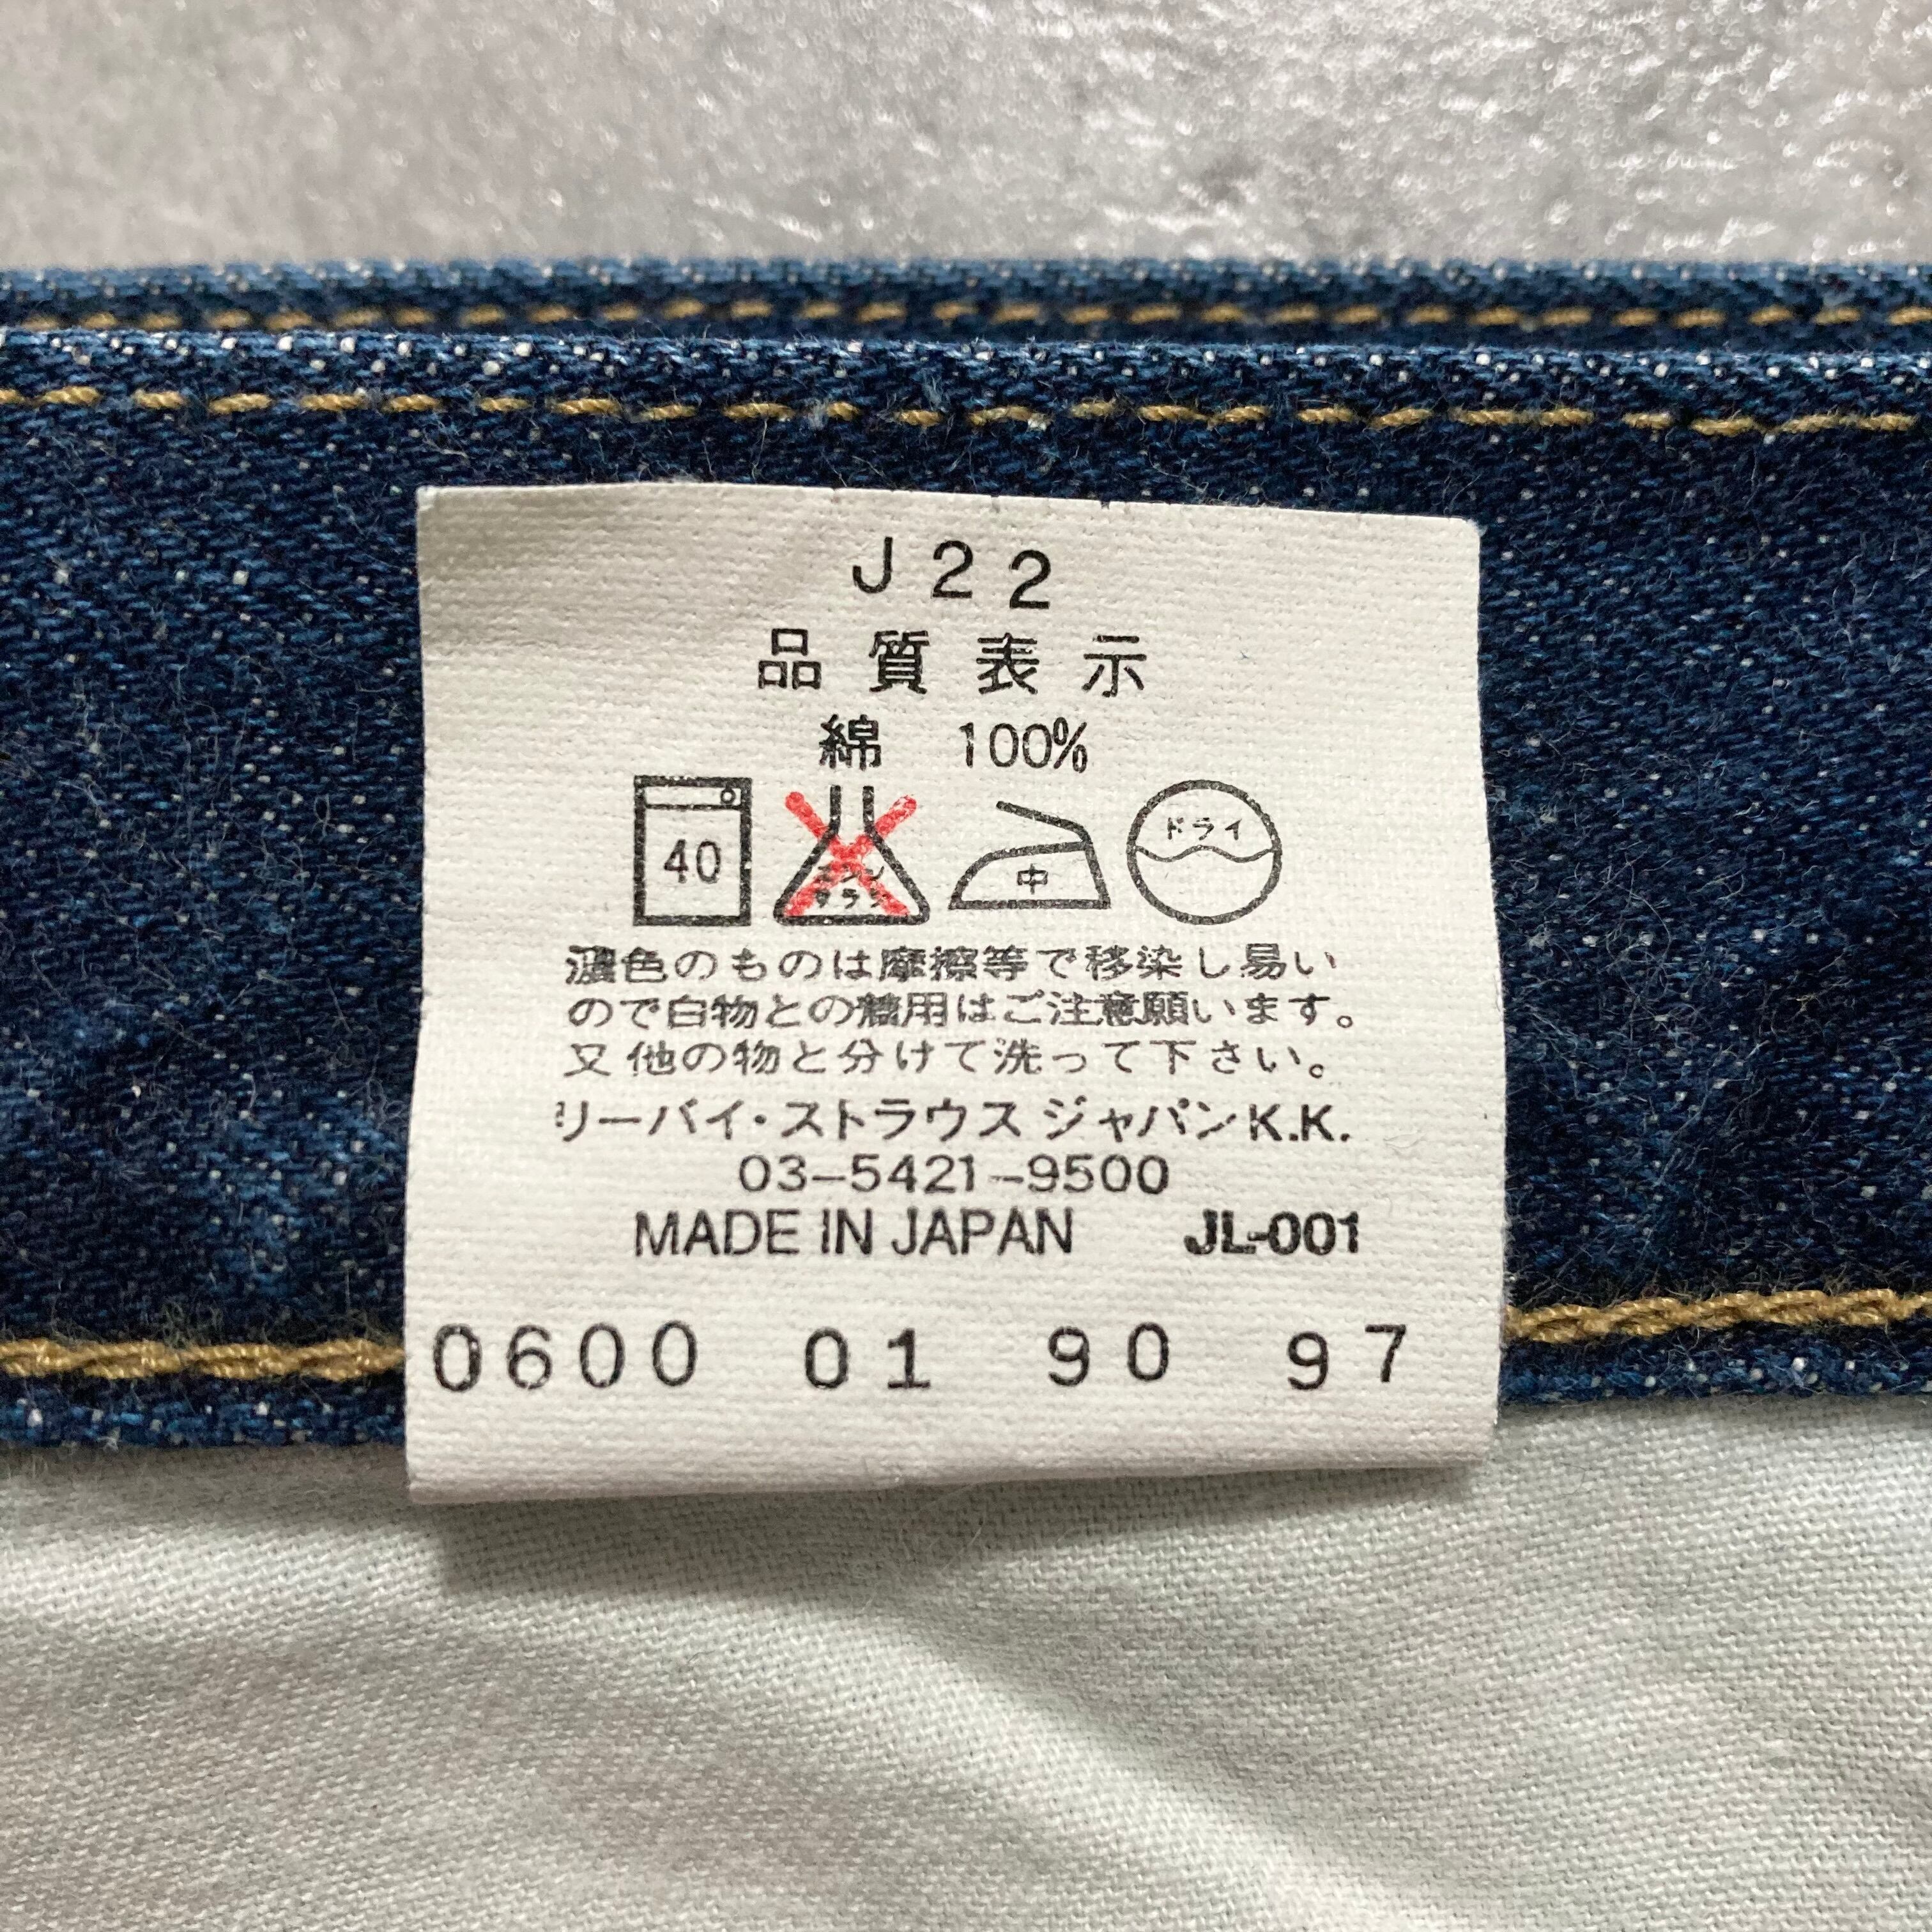 J22
品質表示
綿 100%
40 中 ドライ
濃色のものは摩擦等で移染し易い
ので白物との着用はご注意願います。
又他の物と分けて洗って下さい。
リーバイ・ストラウス ジャパンK.K.
03-5421-9500
MADE IN JAPAN JL-001
0600 01 90 97